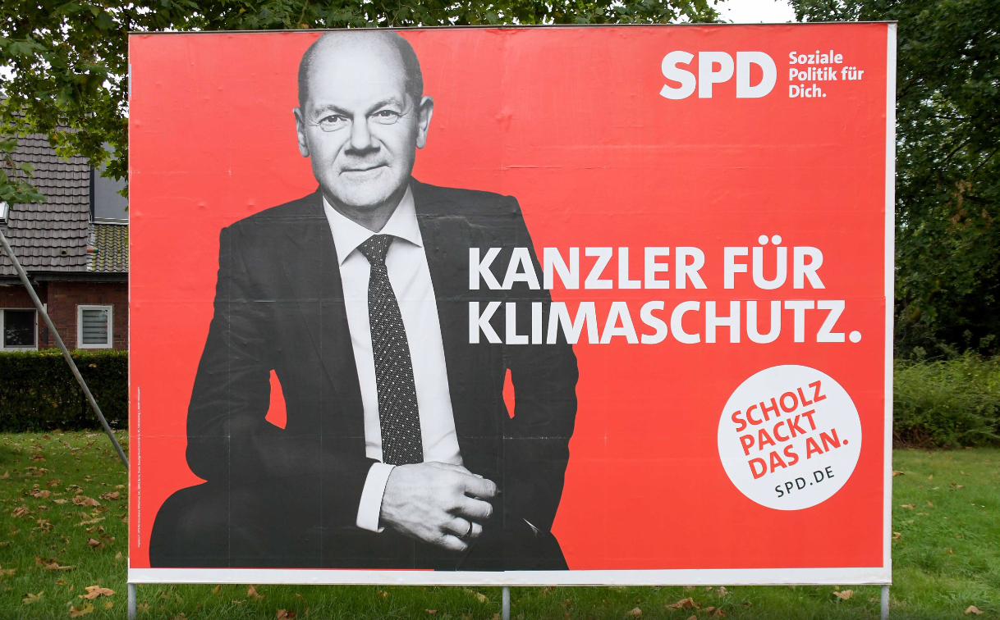 SPD
Soziale
Politik für
Dich.
KANZLER FÜR
KLIMASCHUTZ.
SCHOLZ
PACKT
DAS AN.
SPD.DE